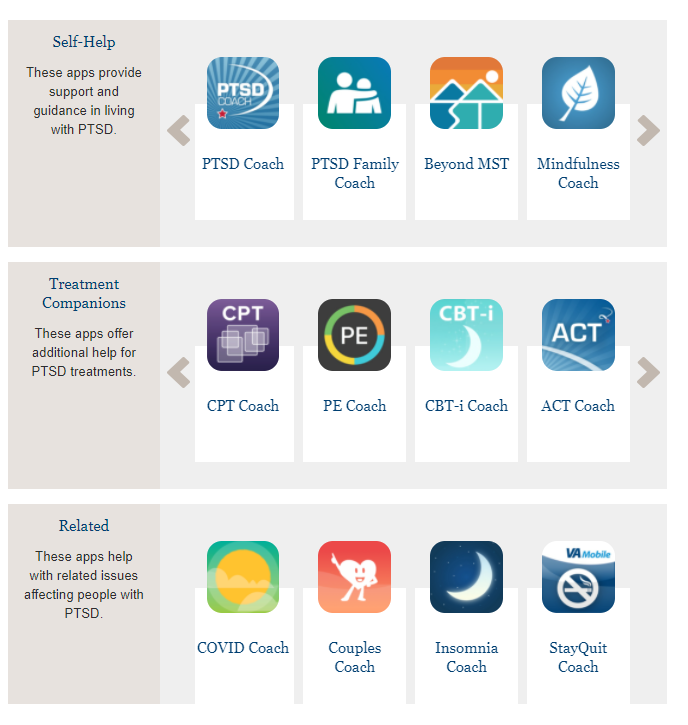 Self-Help
These apps provide
support and
guidance in living
with PTSD.
PTSD
COACH
PTSD Coach
PTSD Family
Coach
Beyond MST
Mindfulness
Coach
Treatment
Companions
These apps offer
additional help for
PTSD treatments.
CPT
CPT Coach
PE
PE Coach
CBT-i
CBT-i Coach
ACT
ACT Coach
Related
These apps help
with related issues
affecting people with
PTSD.
COVID Coach
Couples
Coach
Insomnia
Coach
VA Mobile
StayQuit
Coach